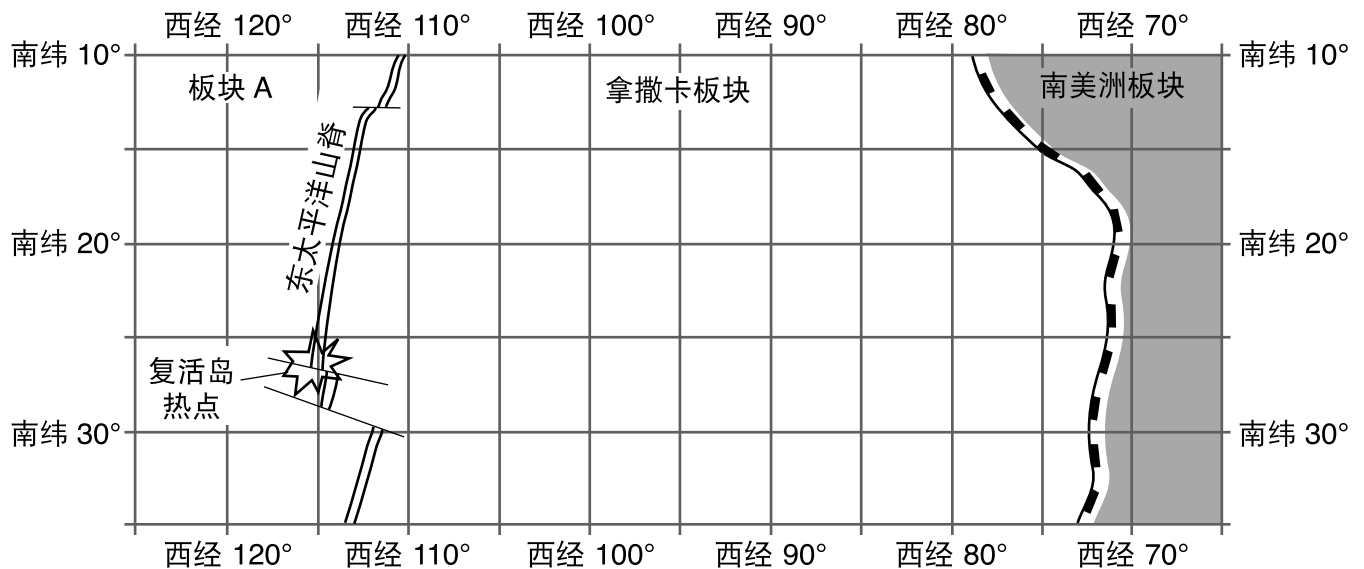 西经 120° 西经 110° 西经 100° 西经 90° 西经 80° 西经 70°
南纬 10° 南纬 10°
板块 A 拿撒卡板块 南美洲板块
东太平洋山脊
南纬 20° 南纬 20°
复活岛
热点
南纬 30° 南纬 30°
西经 120° 西经 110° 西经 100° 西经 90° 西经 80° 西经 70°